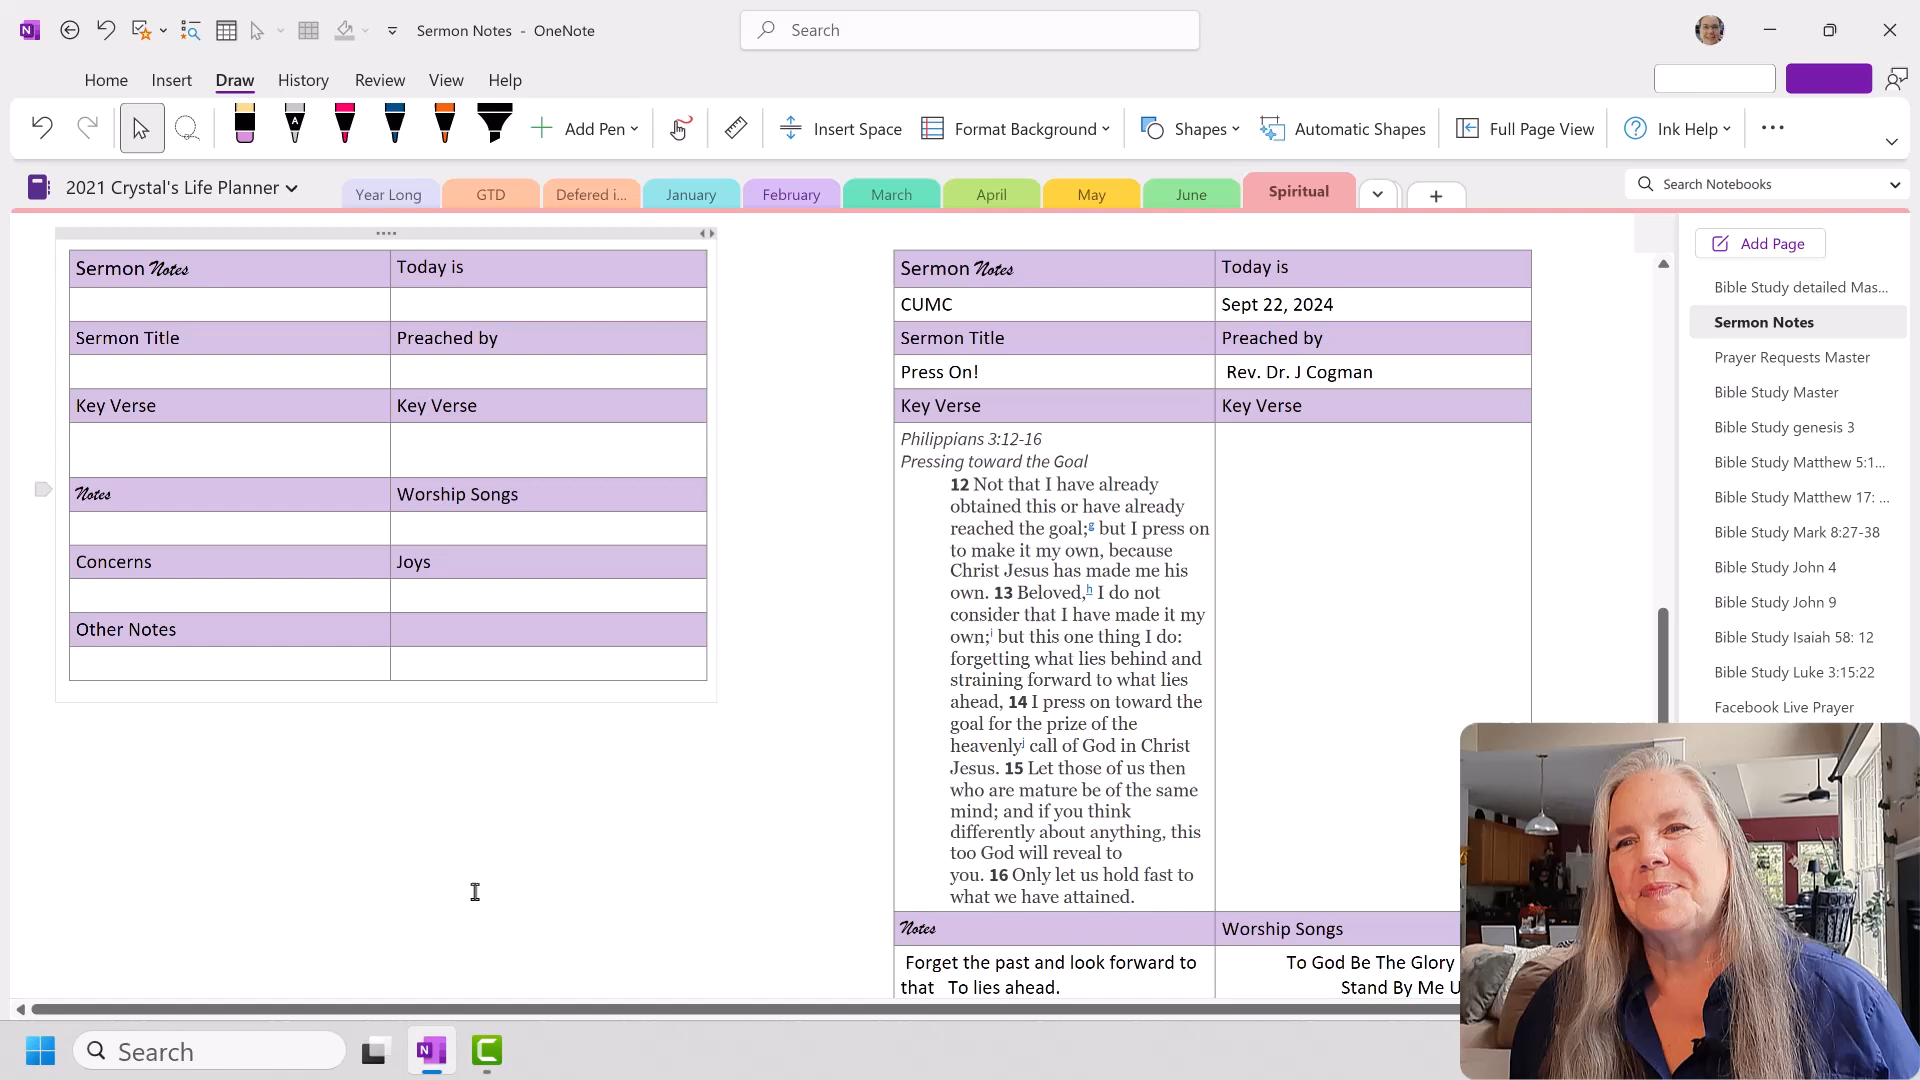 Sermon Notes - OneNote
Search
Home Insert Draw History Review View Help
Add Pen Insert Space Format Background Shapes Automatic Shapes Full Page View Ink Help
2021 Crystal's Life Planner
Year Long GTD Defered i... January February March April May June Spiritual
Search Notebooks
Add Page
Bible Study detailed Mas...
Sermon Notes
Prayer Requests Master
Bible Study Master
Bible Study genesis 3
Bible Study Matthew 5:1...
Bible Study Matthew 17: ...
Bible Study Mark 8:27-38
Bible Study John 4
Bible Study John 9
Bible Study Isaiah 58: 12
Bible Study Luke 3:15:22
Facebook Live Prayer
Sermon Notes Today is
Sermon Title Preached by
Key Verse Key Verse
Notes Worship Songs
Concerns Joys
Other Notes
Sermon Notes Today is
CUMC Sept 22, 2024
Sermon Title Preached by
Press On! Rev. Dr. J Cogman
Key Verse Key Verse
Philippians 3:12-16
Pressing toward the Goal
12 Not that I have already
obtained this or have already
reached the goal;g but I press on
to make it my own, because
Christ Jesus has made me his
own. 13 Beloved,h I do not
consider that I have made it my
own;i but this one thing I do:
forgetting what lies behind and
straining forward to what lies
ahead, 14 I press on toward the
goal for the prize of the
heavenlyj call of God in Christ
Jesus. 15 Let those of us then
who are mature be of the same
mind; and if you think
differently about anything, this
too God will reveal to
you. 16 Only let us hold fast to
what we have attained.
Notes Worship Songs
Forget the past and look forward to To God Be The Glory
that To lies ahead. Stand By Me U
Search